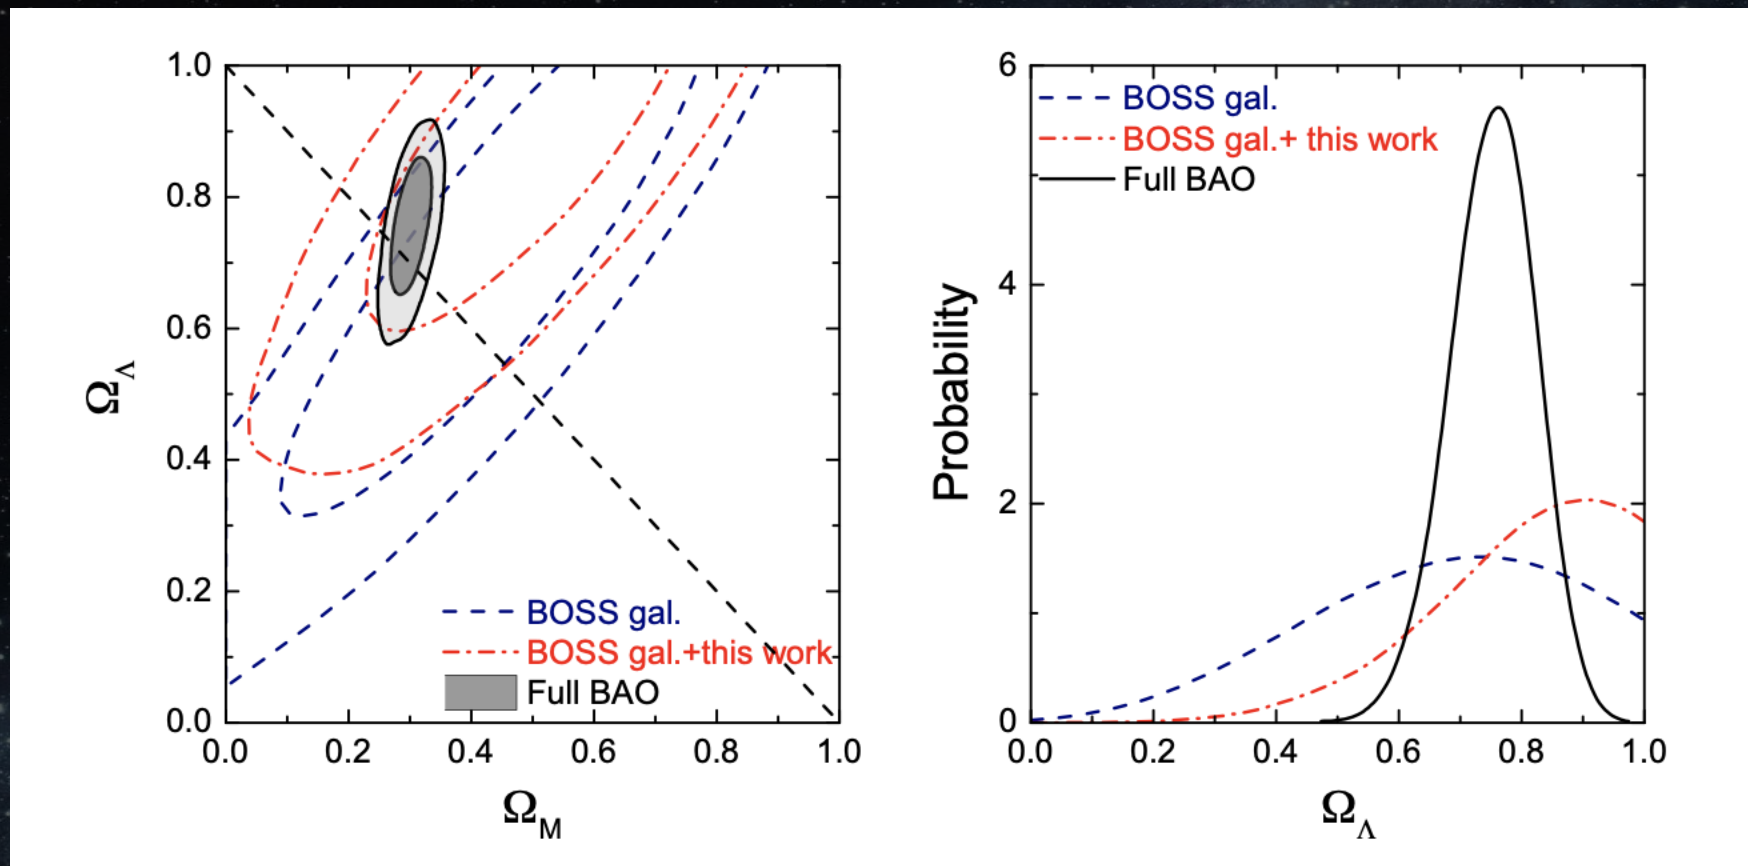 1.0
0.8
0.6
0.4
0.2
0.0
Ω_Λ
BOSS gal.
BOSS gal.+this work
Full BAO
0.0 0.2 0.4 0.6 0.8 1.0
Ω_M
6
4
2
0
Probability
BOSS gal.
BOSS gal.+ this work
Full BAO
0.0 0.2 0.4 0.6 0.8 1.0
Ω_Λ